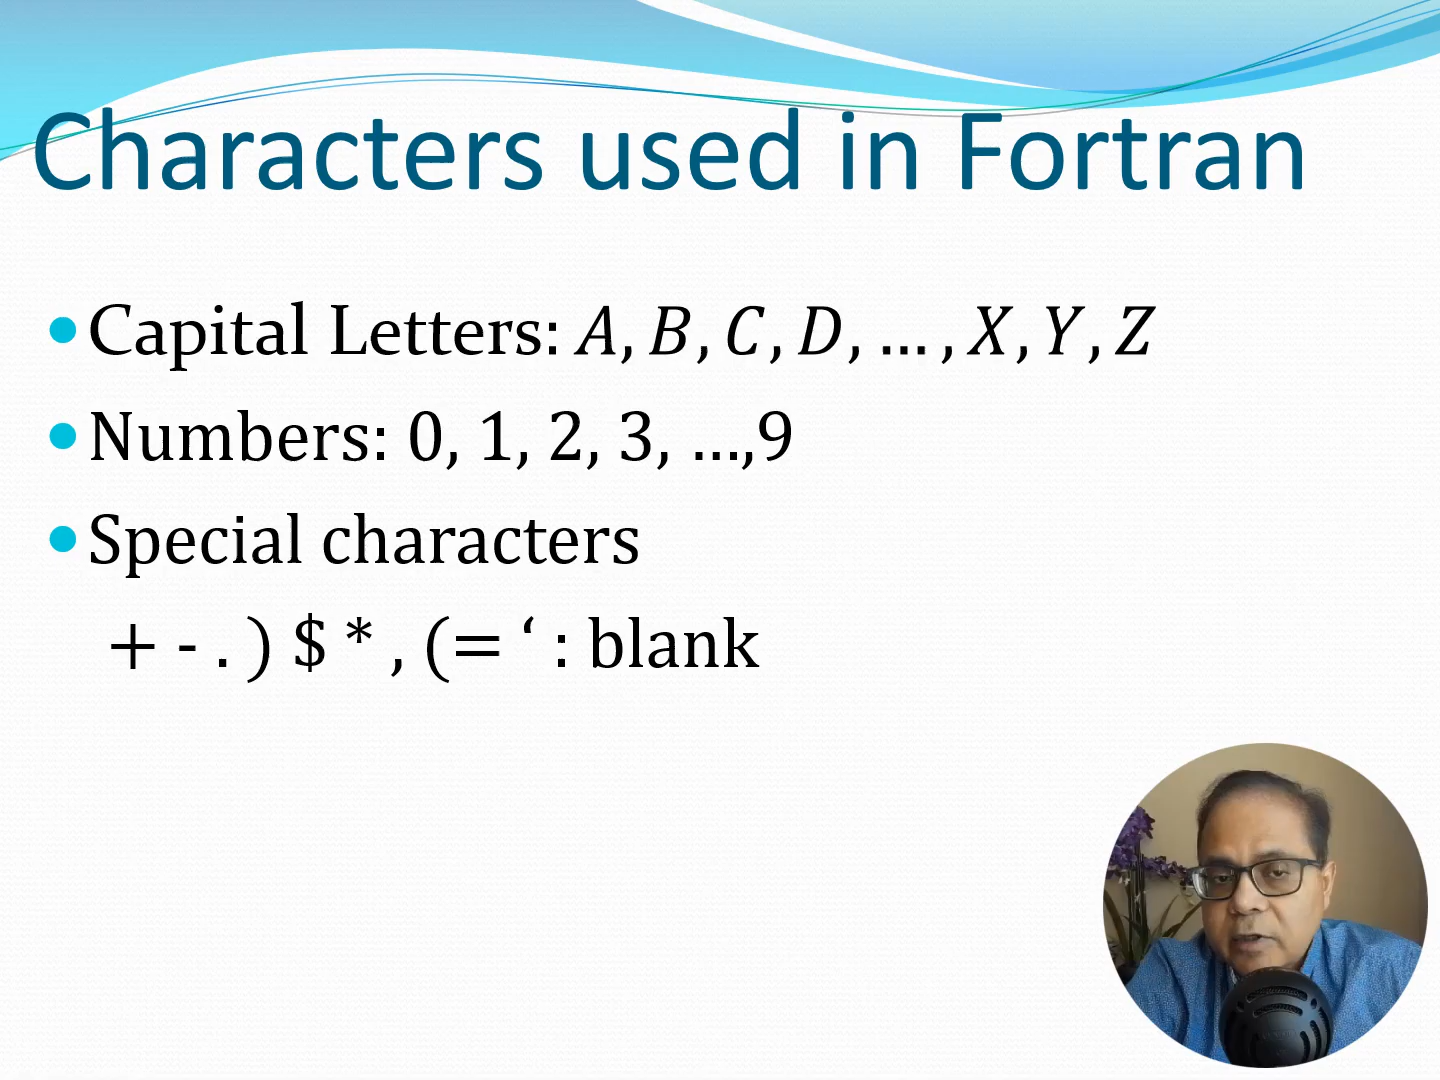 Characters used in Fortran
• Capital Letters: A, B, C, D, … , X, Y, Z
• Numbers: 0, 1, 2, 3, …,9
• Special characters
+ - . ) $ * , (= ‘ : blank